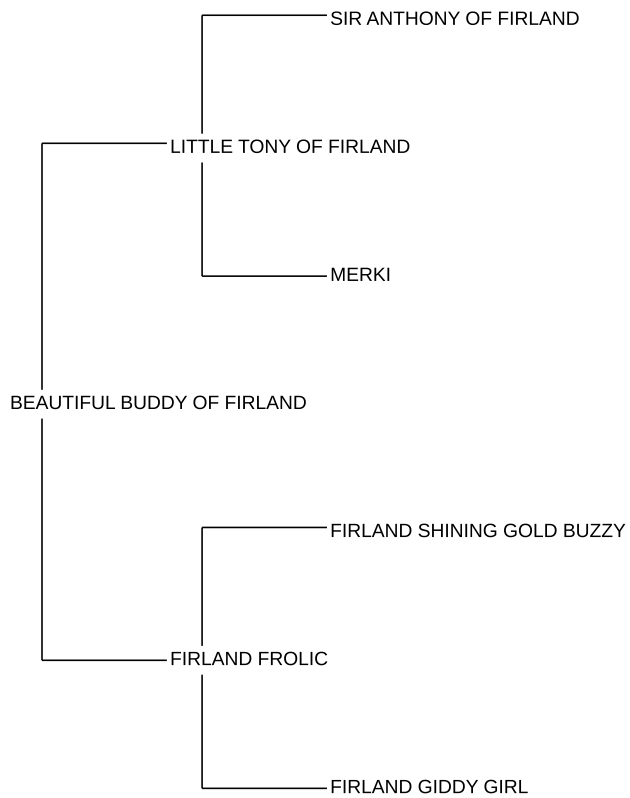 SIR ANTHONY OF FIRLAND
LITTLE TONY OF FIRLAND
MERKI
BEAUTIFUL BUDDY OF FIRLAND
FIRLAND SHINING GOLD BUZZY
FIRLAND FROLIC
FIRLAND GIDDY GIRL